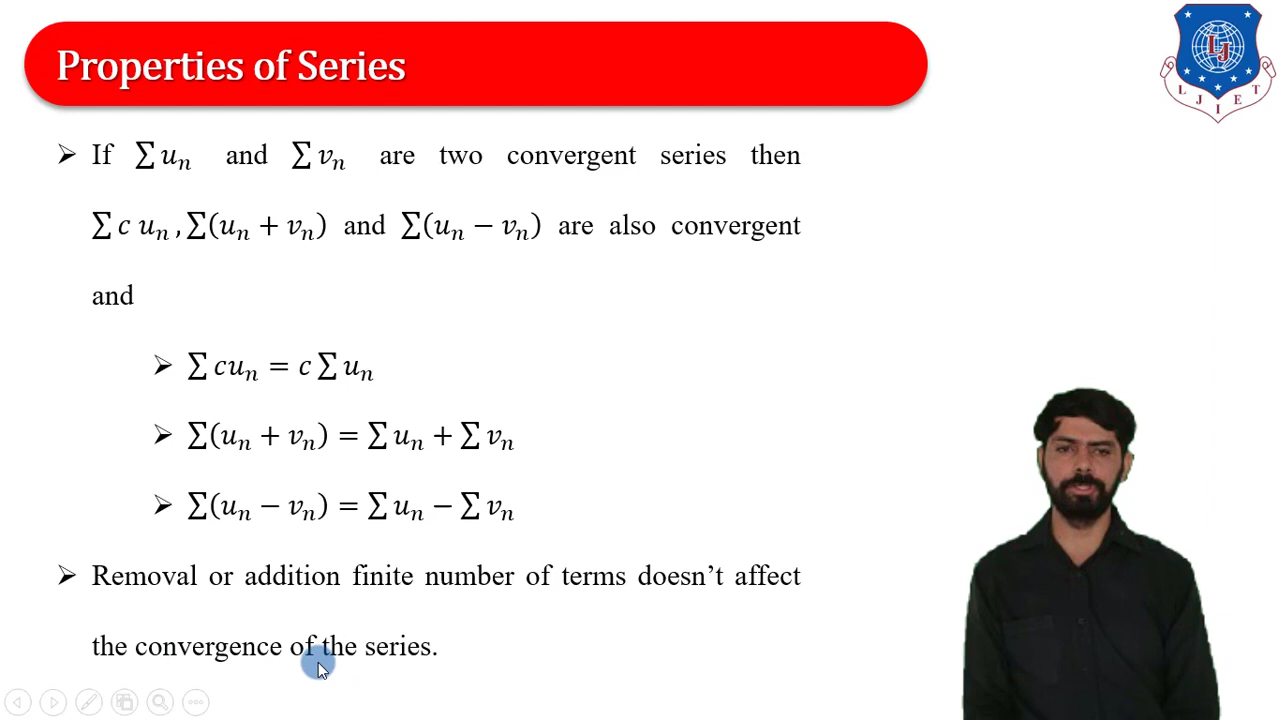 Properties of Series
LJ
L J I E T
➢ If ∑ uₙ and ∑ vₙ are two convergent series then
∑ c uₙ , ∑(uₙ + vₙ) and ∑(uₙ − vₙ) are also convergent
and
➢ ∑ cuₙ = c ∑ uₙ
➢ ∑(uₙ + vₙ) = ∑ uₙ + ∑ vₙ
➢ ∑(uₙ − vₙ) = ∑ uₙ − ∑ vₙ
➢ Removal or addition finite number of terms doesn’t affect
the convergence of the series.